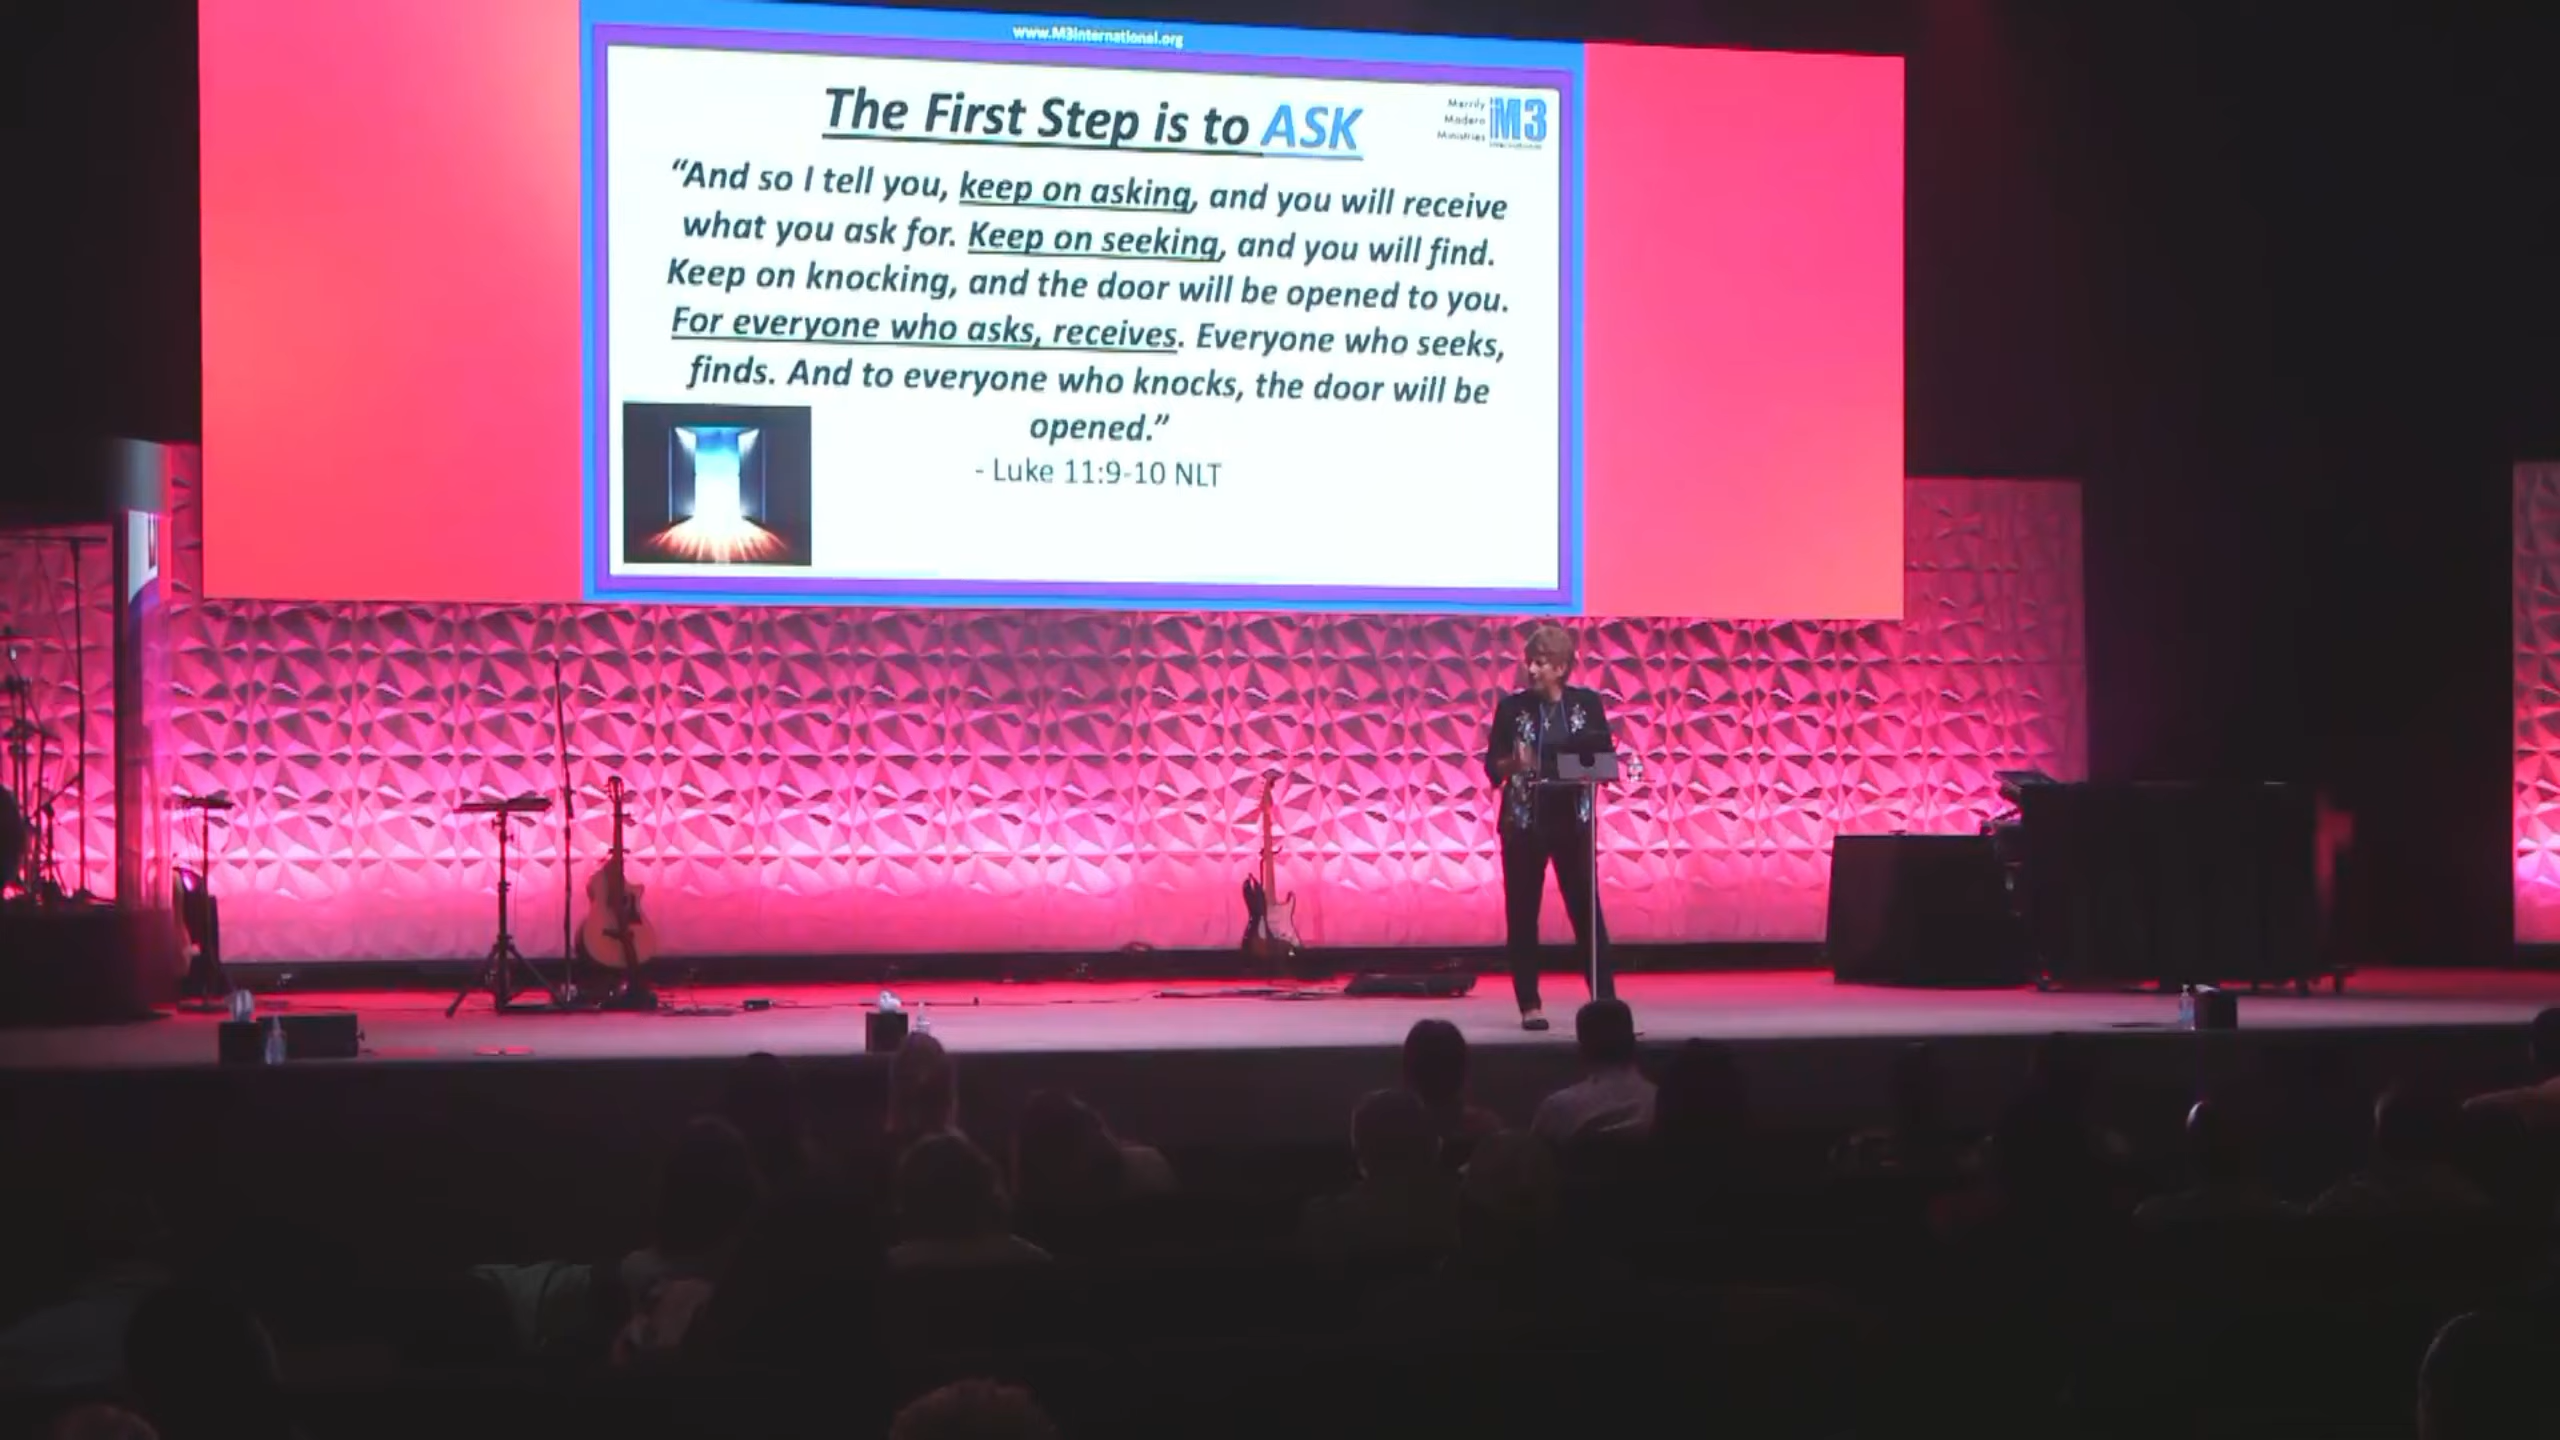 www.M3International.org
The First Step is to ASK
Merrily
Modern
Ministries
M3
International
“And so I tell you, keep on asking, and you will receive
what you ask for. Keep on seeking, and you will find.
Keep on knocking, and the door will be opened to you.
For everyone who asks, receives. Everyone who seeks,
finds. And to everyone who knocks, the door will be
opened.”
- Luke 11:9-10 NLT